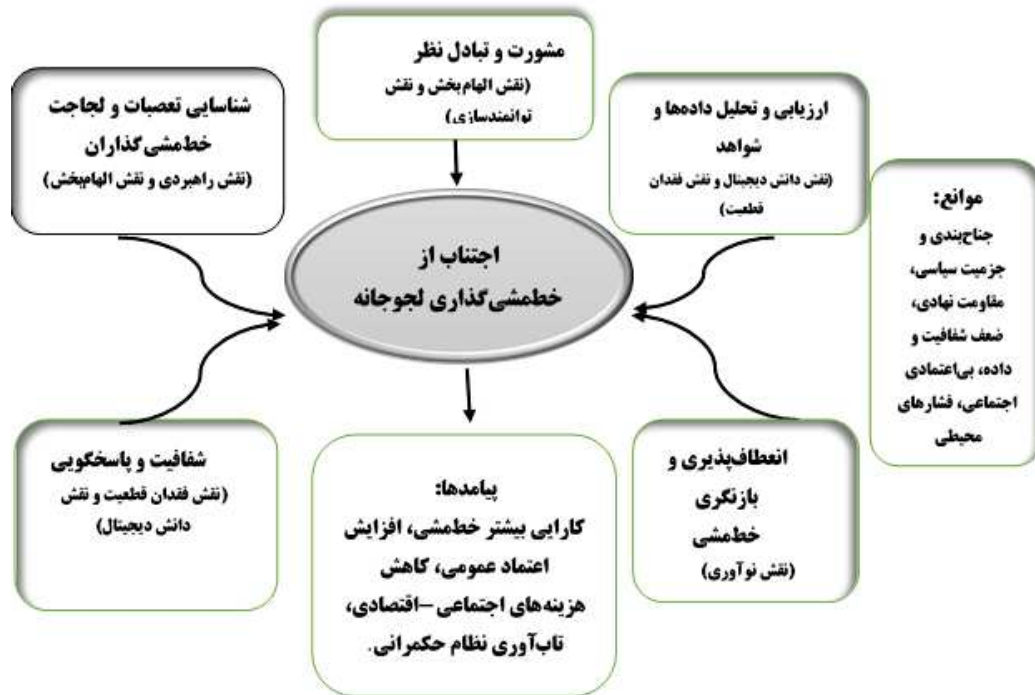 مشورت و تبادل نظر
(نقش الهام‌بخش و نقش
توانمندسازی)
ارزیابی و تحلیل داده‌ها و
شواهد
(نقش دانش دیجیتال و نقش فقدان
قطعیت)
شناسایی تعصبات و لجاجت
خط‌مشی‌گذاران
(نقش راهبردی و نقش الهام‌بخش)
موانع:
جناح‌بندی و
جزمیت سیاسی،
مقاومت نهادی،
ضعف شفافیت و
داده، بی‌اعتمادی
اجتماعی، فشارهای
محیطی
اجتناب از
خط‌مشی‌گذاری لجوجانه
انعطاف‌پذیری و
بازنگری
خط‌مشی
(نقش نوآوری)
پیامدها:
کارایی بیشتر خط‌مشی، افزایش
اعتماد عمومی، کاهش
هزینه‌های اجتماعی –اقتصادی،
تاب‌آوری نظام حکمرانی.
شفافیت و پاسخگویی
(نقش فقدان قطعیت و نقش
دانش دیجیتال)